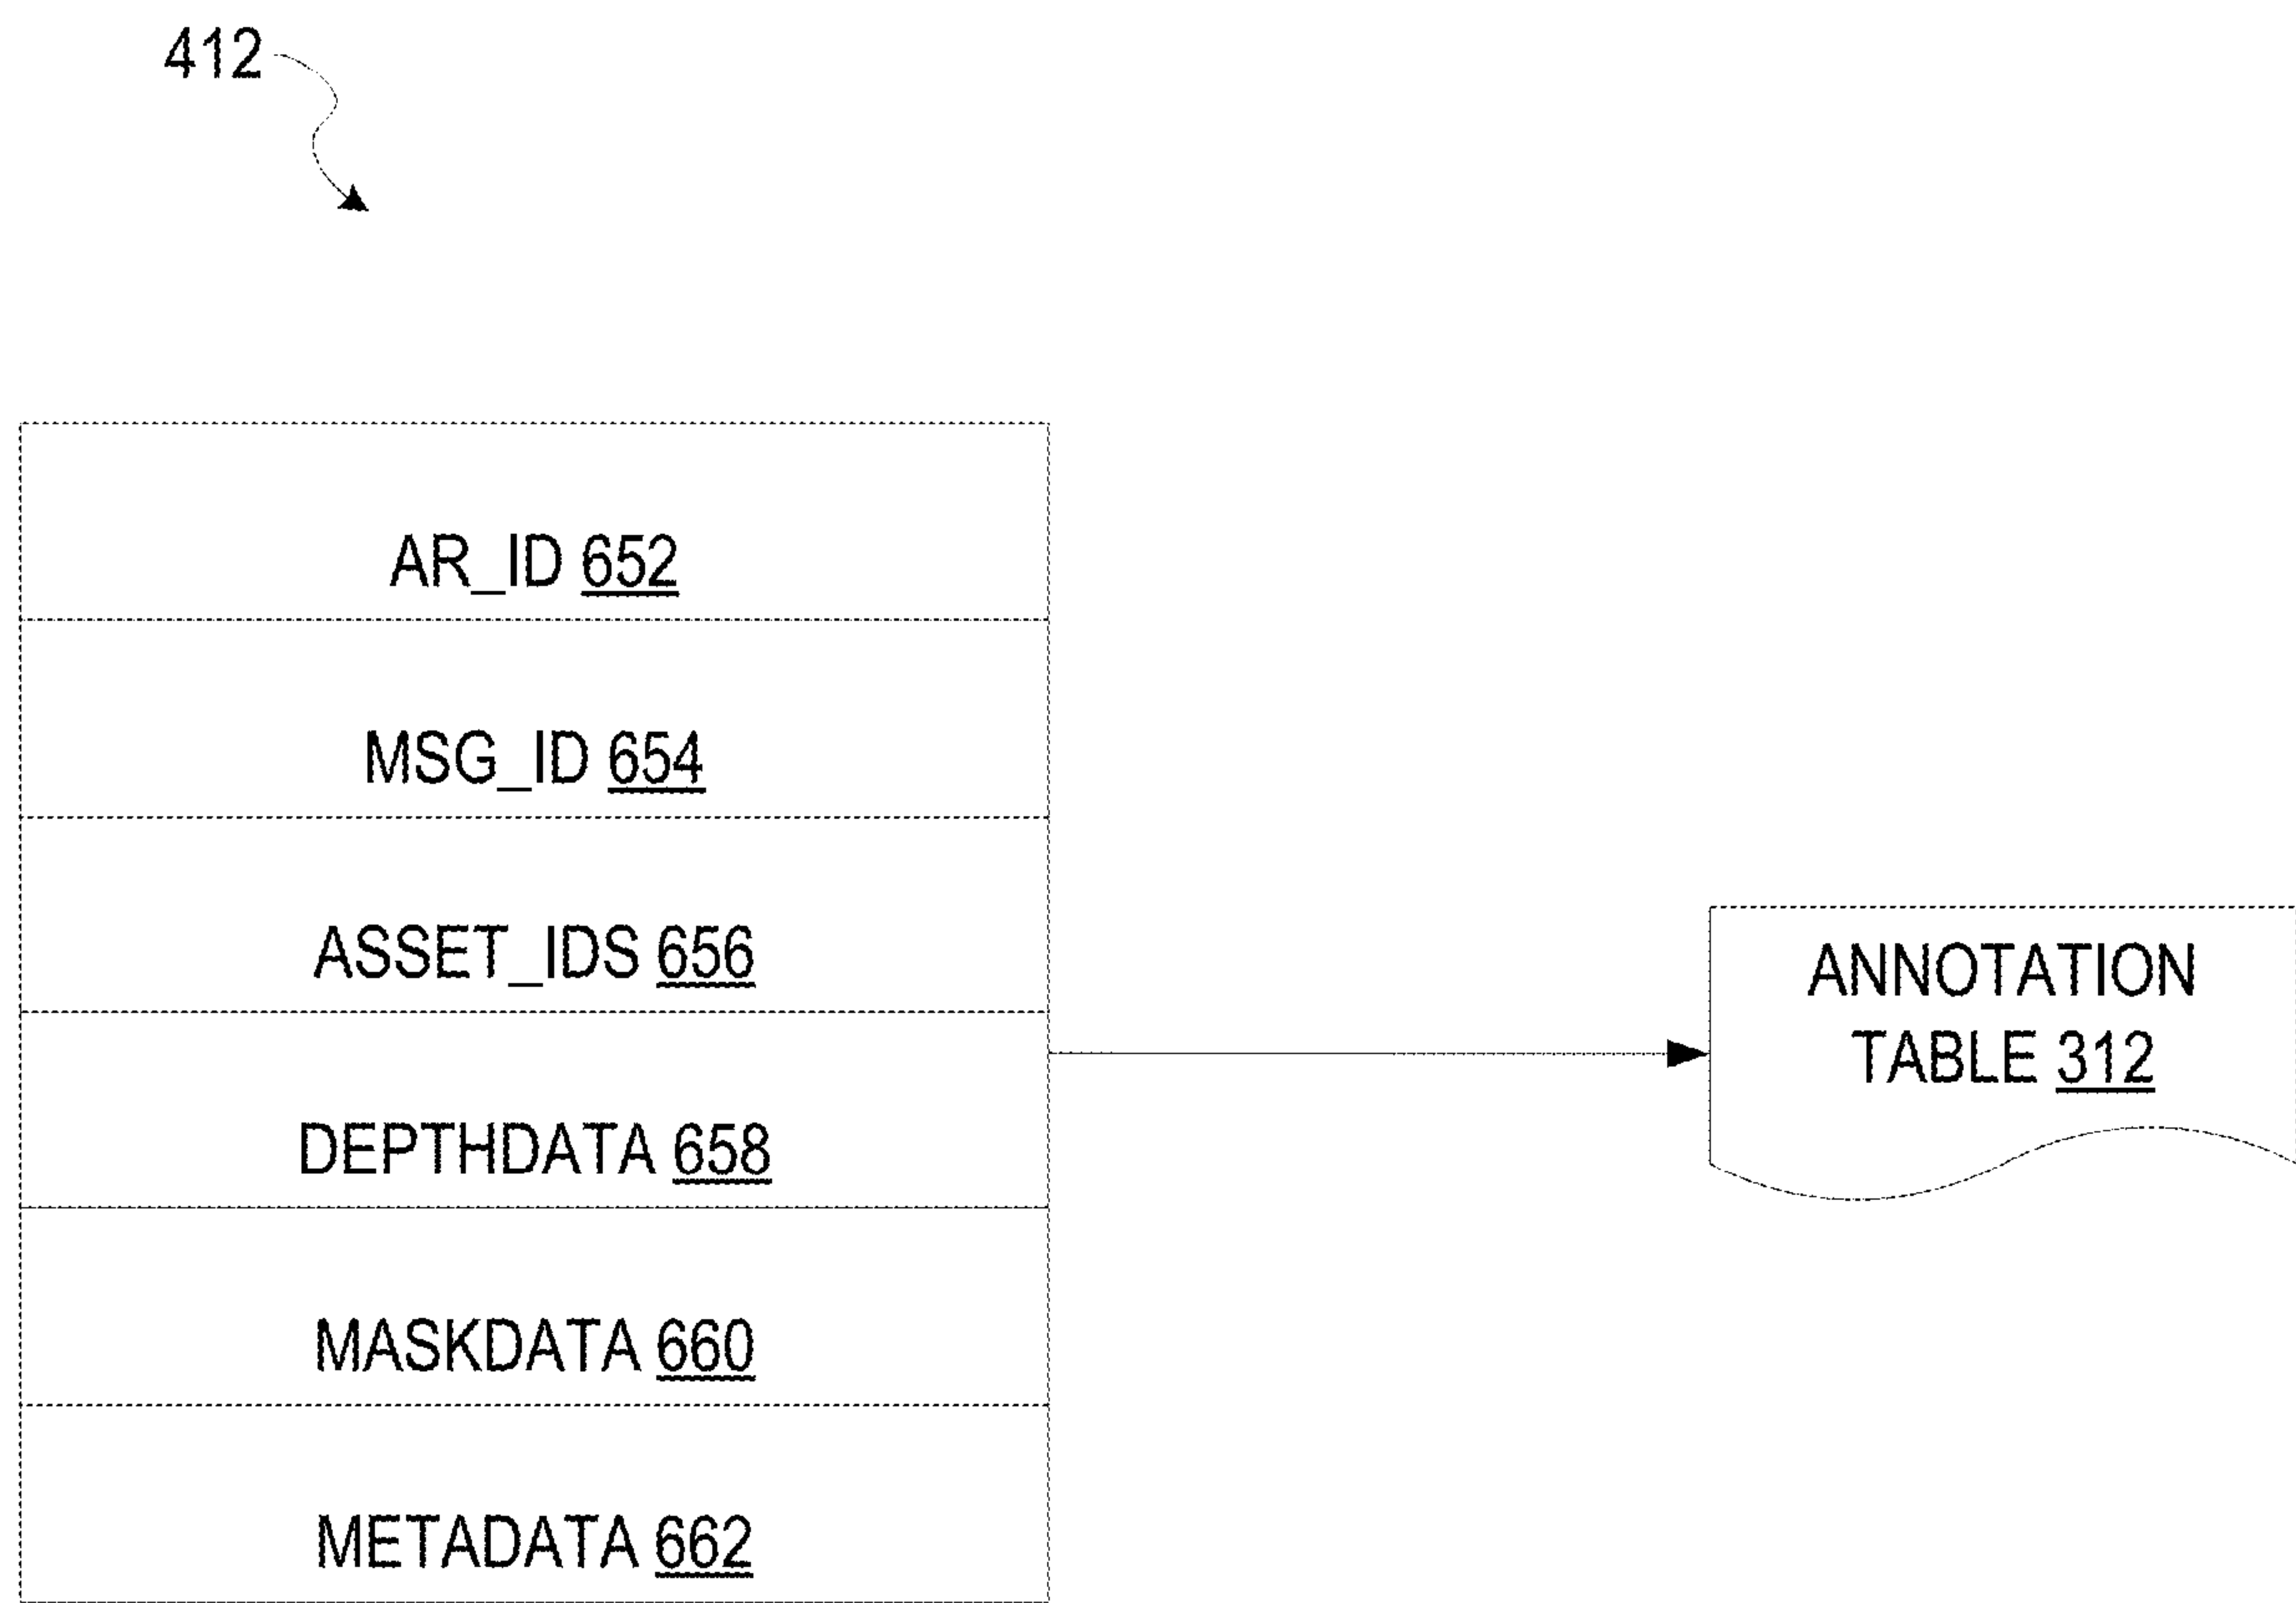 412
AR_ID 652
MSG_ID 654
ASSET_IDS 656
DEPTHDATA 658
MASKDATA 660
METADATA 662
ANNOTATION
TABLE 312